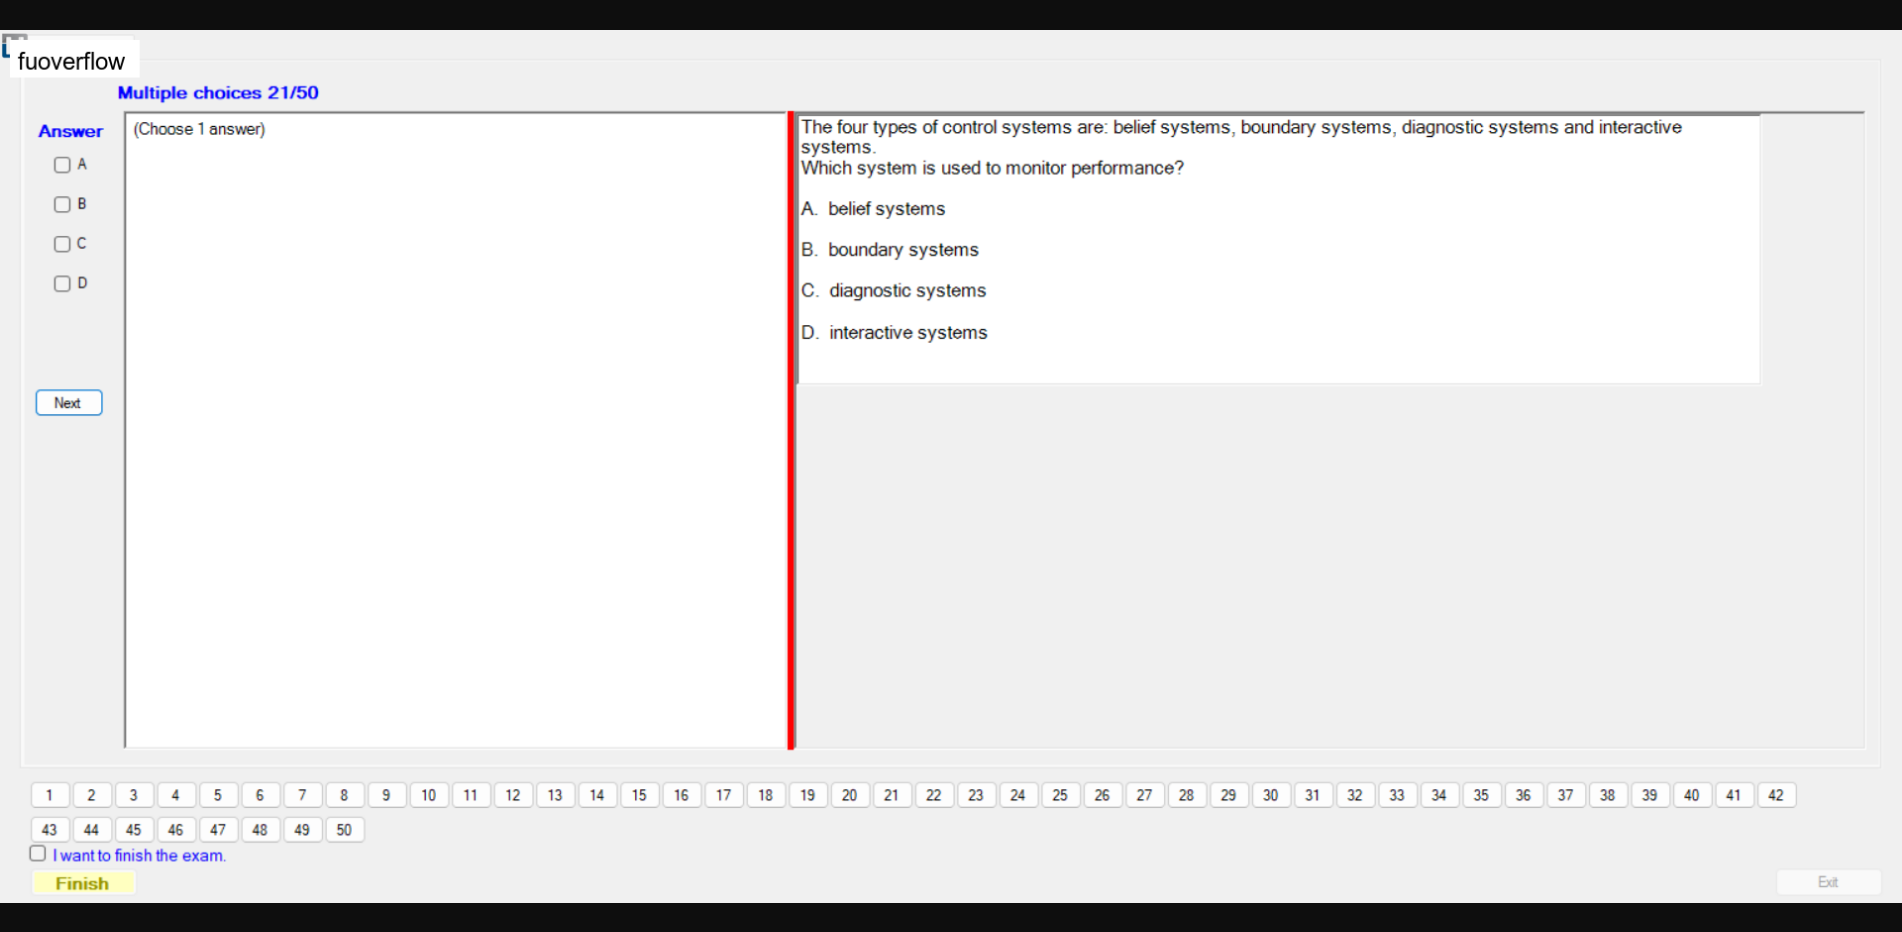 fuoverflow
Multiple choices 21/50
Answer
A
B
C
D
Next
(Choose 1 answer)
The four types of control systems are: belief systems, boundary systems, diagnostic systems and interactive
systems.
Which system is used to monitor performance?
A. belief systems
B. boundary systems
C. diagnostic systems
D. interactive systems
1 2 3 4 5 6 7 8 9 10 11 12 13 14 15 16 17 18 19 20 21 22 23 24 25 26 27 28 29 30 31 32 33 34 35 36 37 38 39 40 41 42
43 44 45 46 47 48 49 50
I want to finish the exam.
Finish
Exit